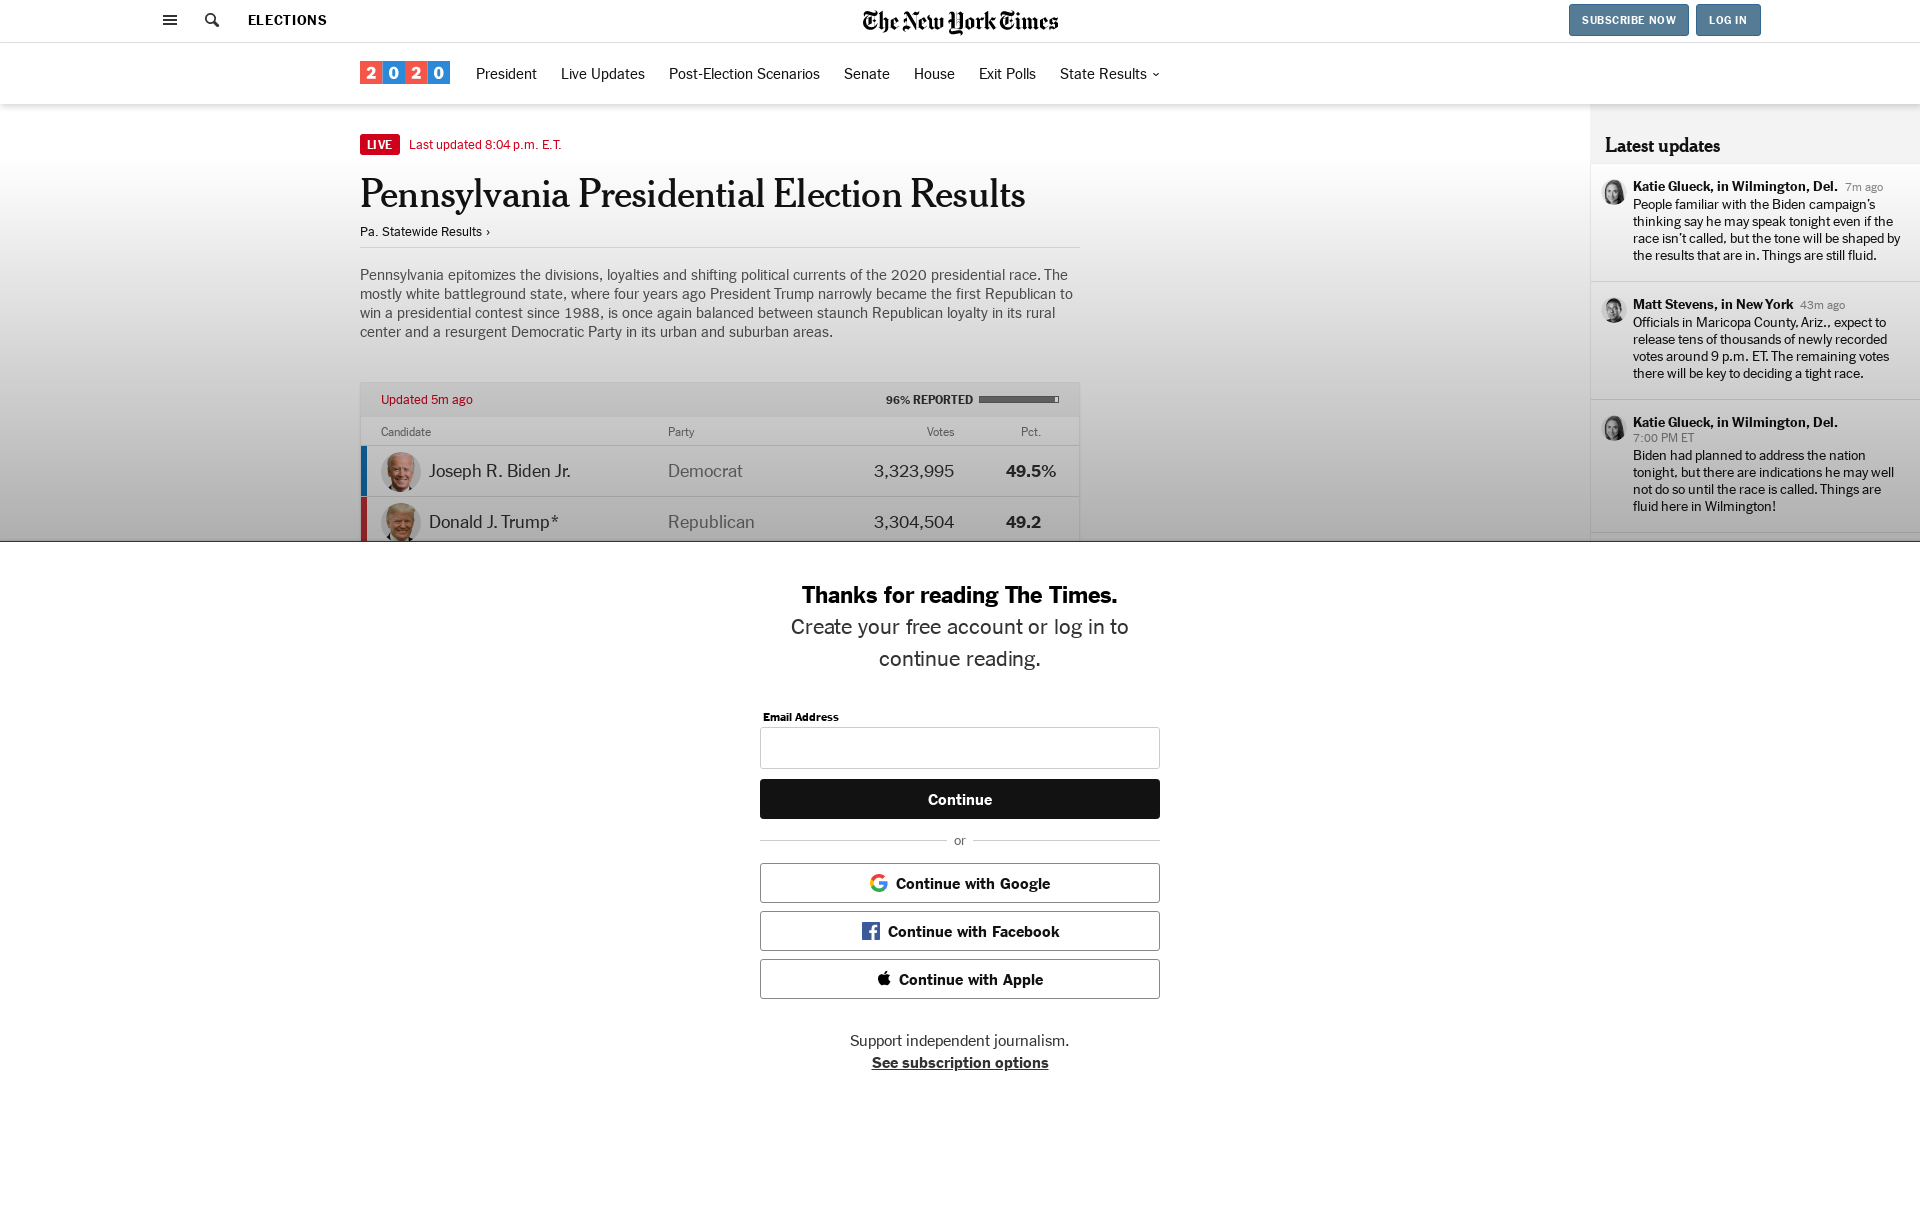 ELECTIONS
The New York Times
SUBSCRIBE NOW
LOG IN
2020
President
Live Updates
Post-Election Scenarios
Senate
House
Exit Polls
State Results
LIVE
Last updated 8:04 p.m. E.T.
Pennsylvania Presidential Election Results
Pa. Statewide Results ›
Pennsylvania epitomizes the divisions, loyalties and shifting political currents of the 2020 presidential race. The
mostly white battleground state, where four years ago President Trump narrowly became the first Republican to
win a presidential contest since 1988, is once again balanced between staunch Republican loyalty in its rural
center and a resurgent Democratic Party in its urban and suburban areas.
Updated 5m ago
96% REPORTED
Candidate Party Votes Pct.
Joseph R. Biden Jr. Democrat 3,323,995 49.5%
Donald J. Trump* Republican 3,304,504 49.2
Latest updates
Katie Glueck, in Wilmington, Del. 7m ago
People familiar with the Biden campaign's
thinking say he may speak tonight even if the
race isn't called, but the tone will be shaped by
the results that are in. Things are still fluid.
Matt Stevens, in New York 43m ago
Officials in Maricopa County, Ariz., expect to
release tens of thousands of newly recorded
votes around 9 p.m. ET. The remaining votes
there will be key to deciding a tight race.
Katie Glueck, in Wilmington, Del.
7:00 PM ET
Biden had planned to address the nation
tonight, but there are indications he may well
not do so until the race is called. Things are
fluid here in Wilmington!
Thanks for reading The Times.
Create your free account or log in to
continue reading.
Email Address
Continue
or
Continue with Google
Continue with Facebook
Continue with Apple
Support independent journalism.
See subscription options